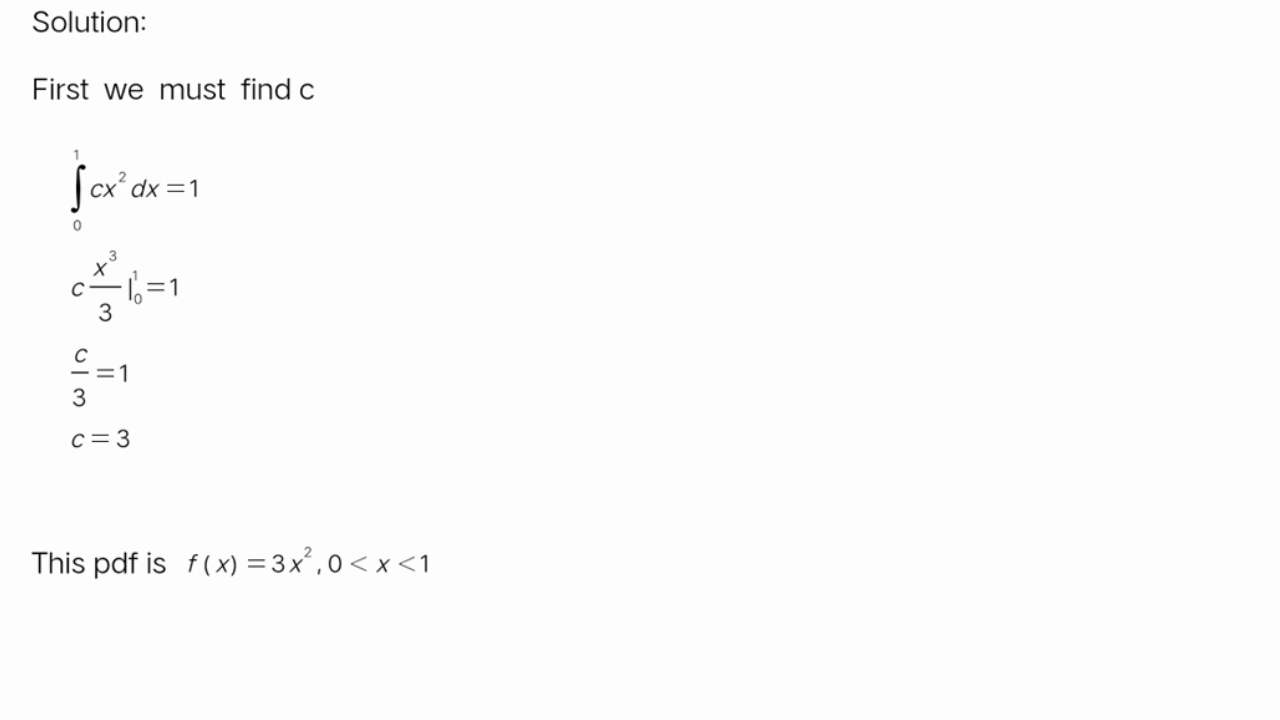 Solution:
First we must find c
∫₀¹ cx² dx = 1
c x³/3 |₀¹ = 1
c/3 = 1
c = 3
This pdf is f(x) = 3x², 0 < x < 1